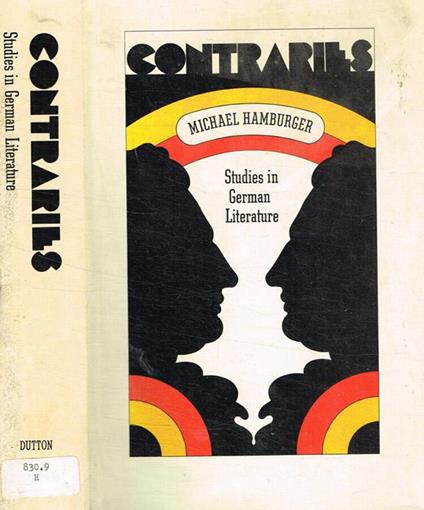 CONTRARIES
Studies in German Literature
DUTTON
830.9
H
CONTRARIES
MICHAEL HAMBURGER
Studies in
German
Literature